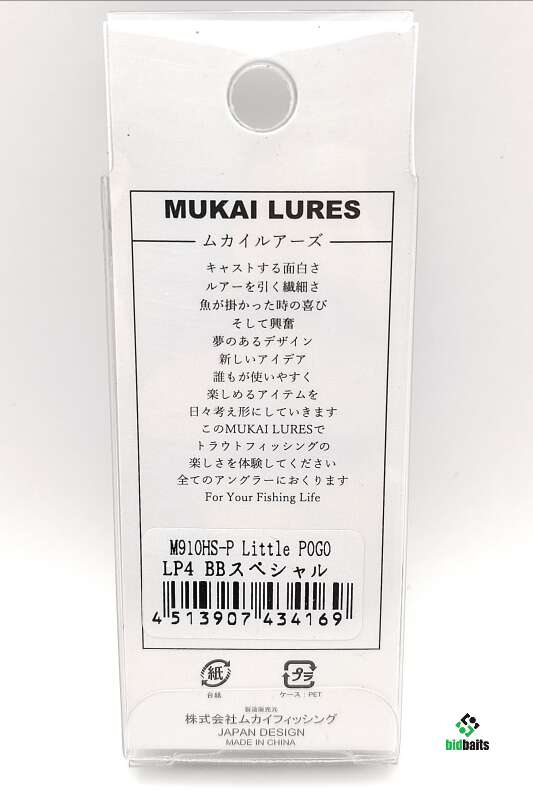 MUKAI LURES
ムカイルアーズ
キャストする面白さ
ルアーを引く繊細さ
魚が掛かった時の喜び
そして興奮
夢のあるデザイン
新しいアイデア
誰もが使いやすく
楽しめるアイテムを
日々考え形にしていきます
このMUKAI LURESで
トラウトフィッシングの
楽しさを体験してください
全てのアングラーにおくります
For Your Fishing Life
M910HS-P Little POGO
LP4 BBスペシャル
4 513907 434169
紙 プラ
台紙 ケース:PET
製造販売元
株式会社ムカイフィッシング
JAPAN DESIGN
MADE IN CHINA
bidbaits